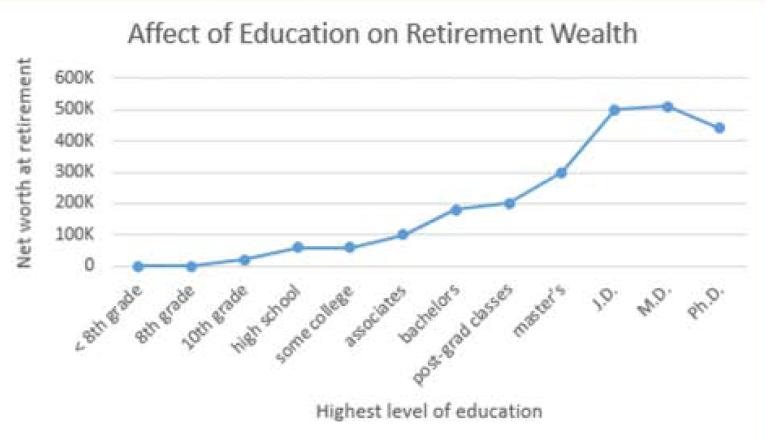 Affect of Education on Retirement Wealth
Net worth at retirement
600K
500K
400K
300K
200K
100K
0
< 8th grade
8th grade
10th grade
high school
some college
associates
bachelors
post-grad classes
master's
J.D.
M.D.
Ph.D.
Highest level of education